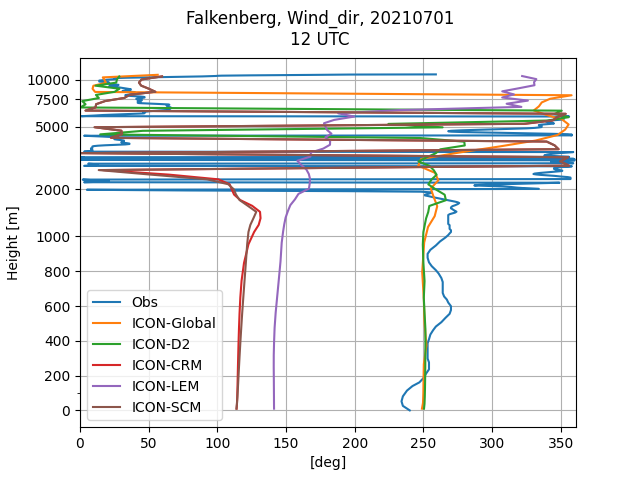 Falkenberg, Wind_dir, 20210701
12 UTC
Height [m]
10000
7500
5000
2000
1000
800
600
400
200
0
Obs
ICON-Global
ICON-D2
ICON-CRM
ICON-LEM
ICON-SCM
0 50 100 150 200 250 300 350
[deg]